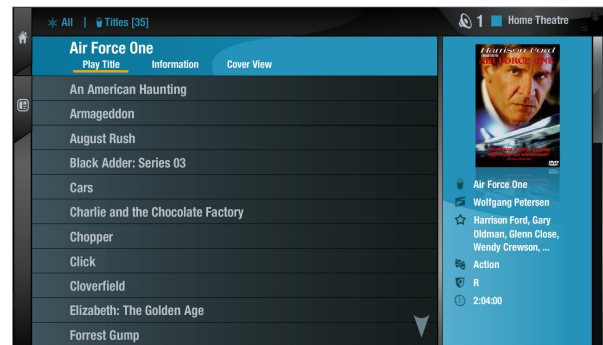 All | Titles [35]
1 Home Theatre
Air Force One
Play Title Information Cover View
An American Haunting
Armageddon
August Rush
Black Adder: Series 03
Cars
Charlie and the Chocolate Factory
Chopper
Click
Cloverfield
Elizabeth: The Golden Age
Forrest Gump
Harrison Ford
AIR FORCE ONE
DVD
Air Force One
Wolfgang Petersen
Harrison Ford, Gary
Oldman, Glenn Close,
Wendy Crewson, ...
Action
R
2:04:00